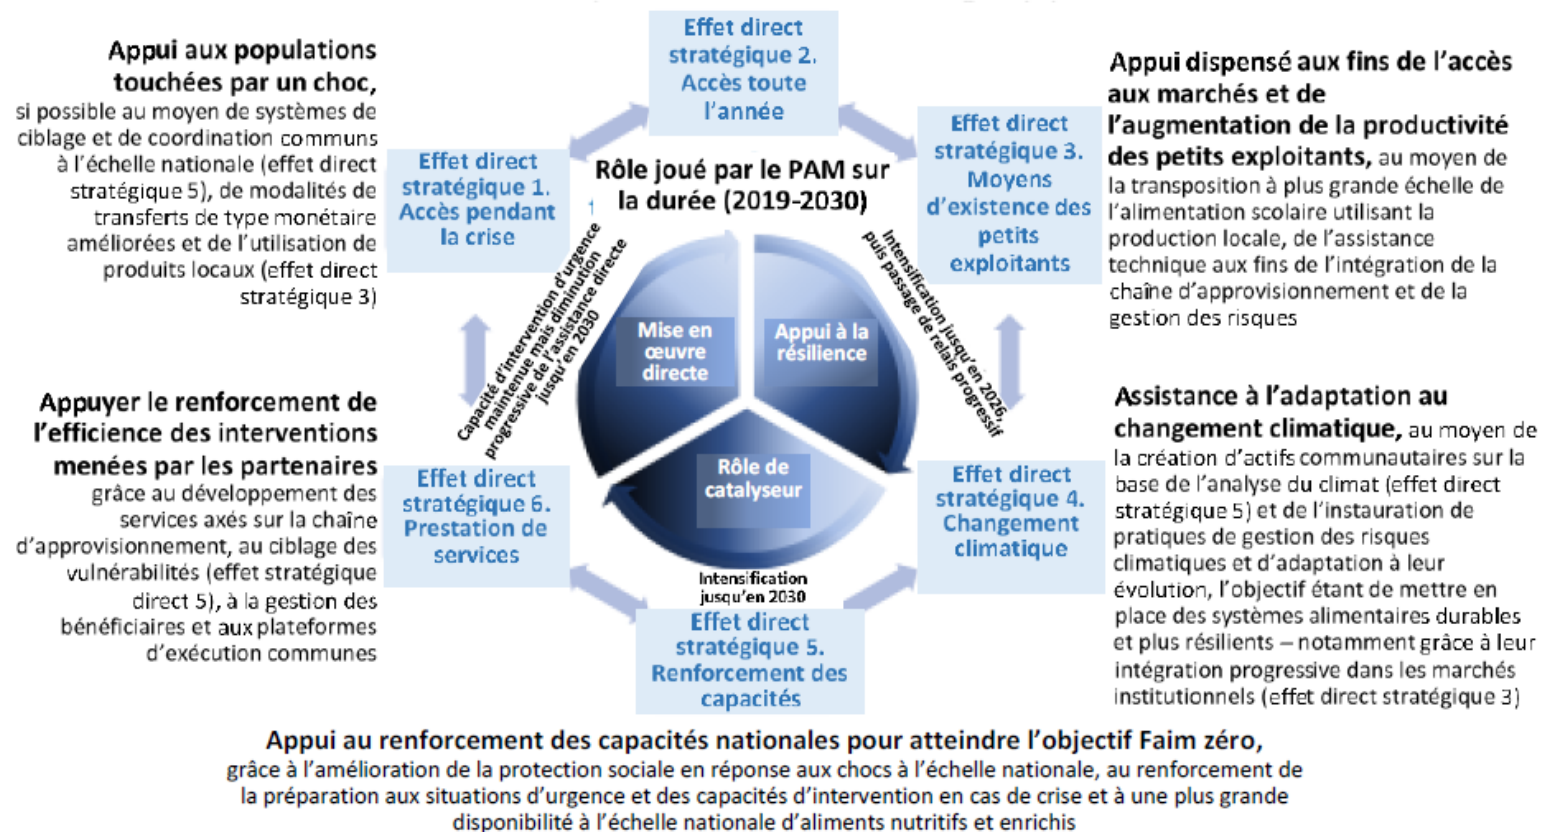 Effet direct
stratégique 2.
Accès toute
l'année
Appui aux populations
touchées par un choc,
si possible au moyen de systèmes de
ciblage et de coordination communs
à l'échelle nationale (effet direct
stratégique 5), de modalités de
transferts de type monétaire
améliorées et de l'utilisation de
produits locaux (effet direct
stratégique 3)
Effet direct
stratégique 1.
Accès pendant
la crise
Rôle joué par le PAM sur
la durée (2019-2030)
Effet direct
stratégique 3.
Moyens
d'existence des
petits
exploitants
Appui dispensé aux fins de l'accès
aux marchés et de
l'augmentation de la productivité
des petits exploitants, au moyen de
la transposition à plus grande échelle de
l'alimentation scolaire utilisant la
production locale, de l'assistance
technique aux fins de l'intégration de la
chaîne d'approvisionnement et de la
gestion des risques
Capacité d'intervention d'urgence
maintenue mais diminution
progressive de l'assistance directe
jusqu'en 2030
Mise en
œuvre
directe
Appui à la
résilience
Intensification jusqu'en 2026,
puis passage de relais progressif
Rôle de
catalyseur
Appuyer le renforcement de
l'efficience des interventions
menées par les partenaires
grâce au développement des
services axés sur la chaîne
d'approvisionnement, au ciblage des
vulnérabilités (effet stratégique
direct 5), à la gestion des
bénéficiaires et aux plateformes
d'exécution communes
Effet direct
stratégique 6.
Prestation de
services
Intensification
jusqu'en 2030
Effet direct
stratégique 5.
Renforcement des
capacités
Effet direct
stratégique 4.
Changement
climatique
Assistance à l'adaptation au
changement climatique, au moyen de
la création d'actifs communautaires sur la
base de l'analyse du climat (effet direct
stratégique 5) et de l'instauration de
pratiques de gestion des risques
climatiques et d'adaptation à leur
évolution, l'objectif étant de mettre en
place des systèmes alimentaires durables
et plus résilients – notamment grâce à leur
intégration progressive dans les marchés
institutionnels (effet direct stratégique 3)
Appui au renforcement des capacités nationales pour atteindre l'objectif Faim zéro,
grâce à l'amélioration de la protection sociale en réponse aux chocs à l'échelle nationale, au renforcement de
la préparation aux situations d'urgence et des capacités d'intervention en cas de crise et à une plus grande
disponibilité à l'échelle nationale d'aliments nutritifs et enrichis